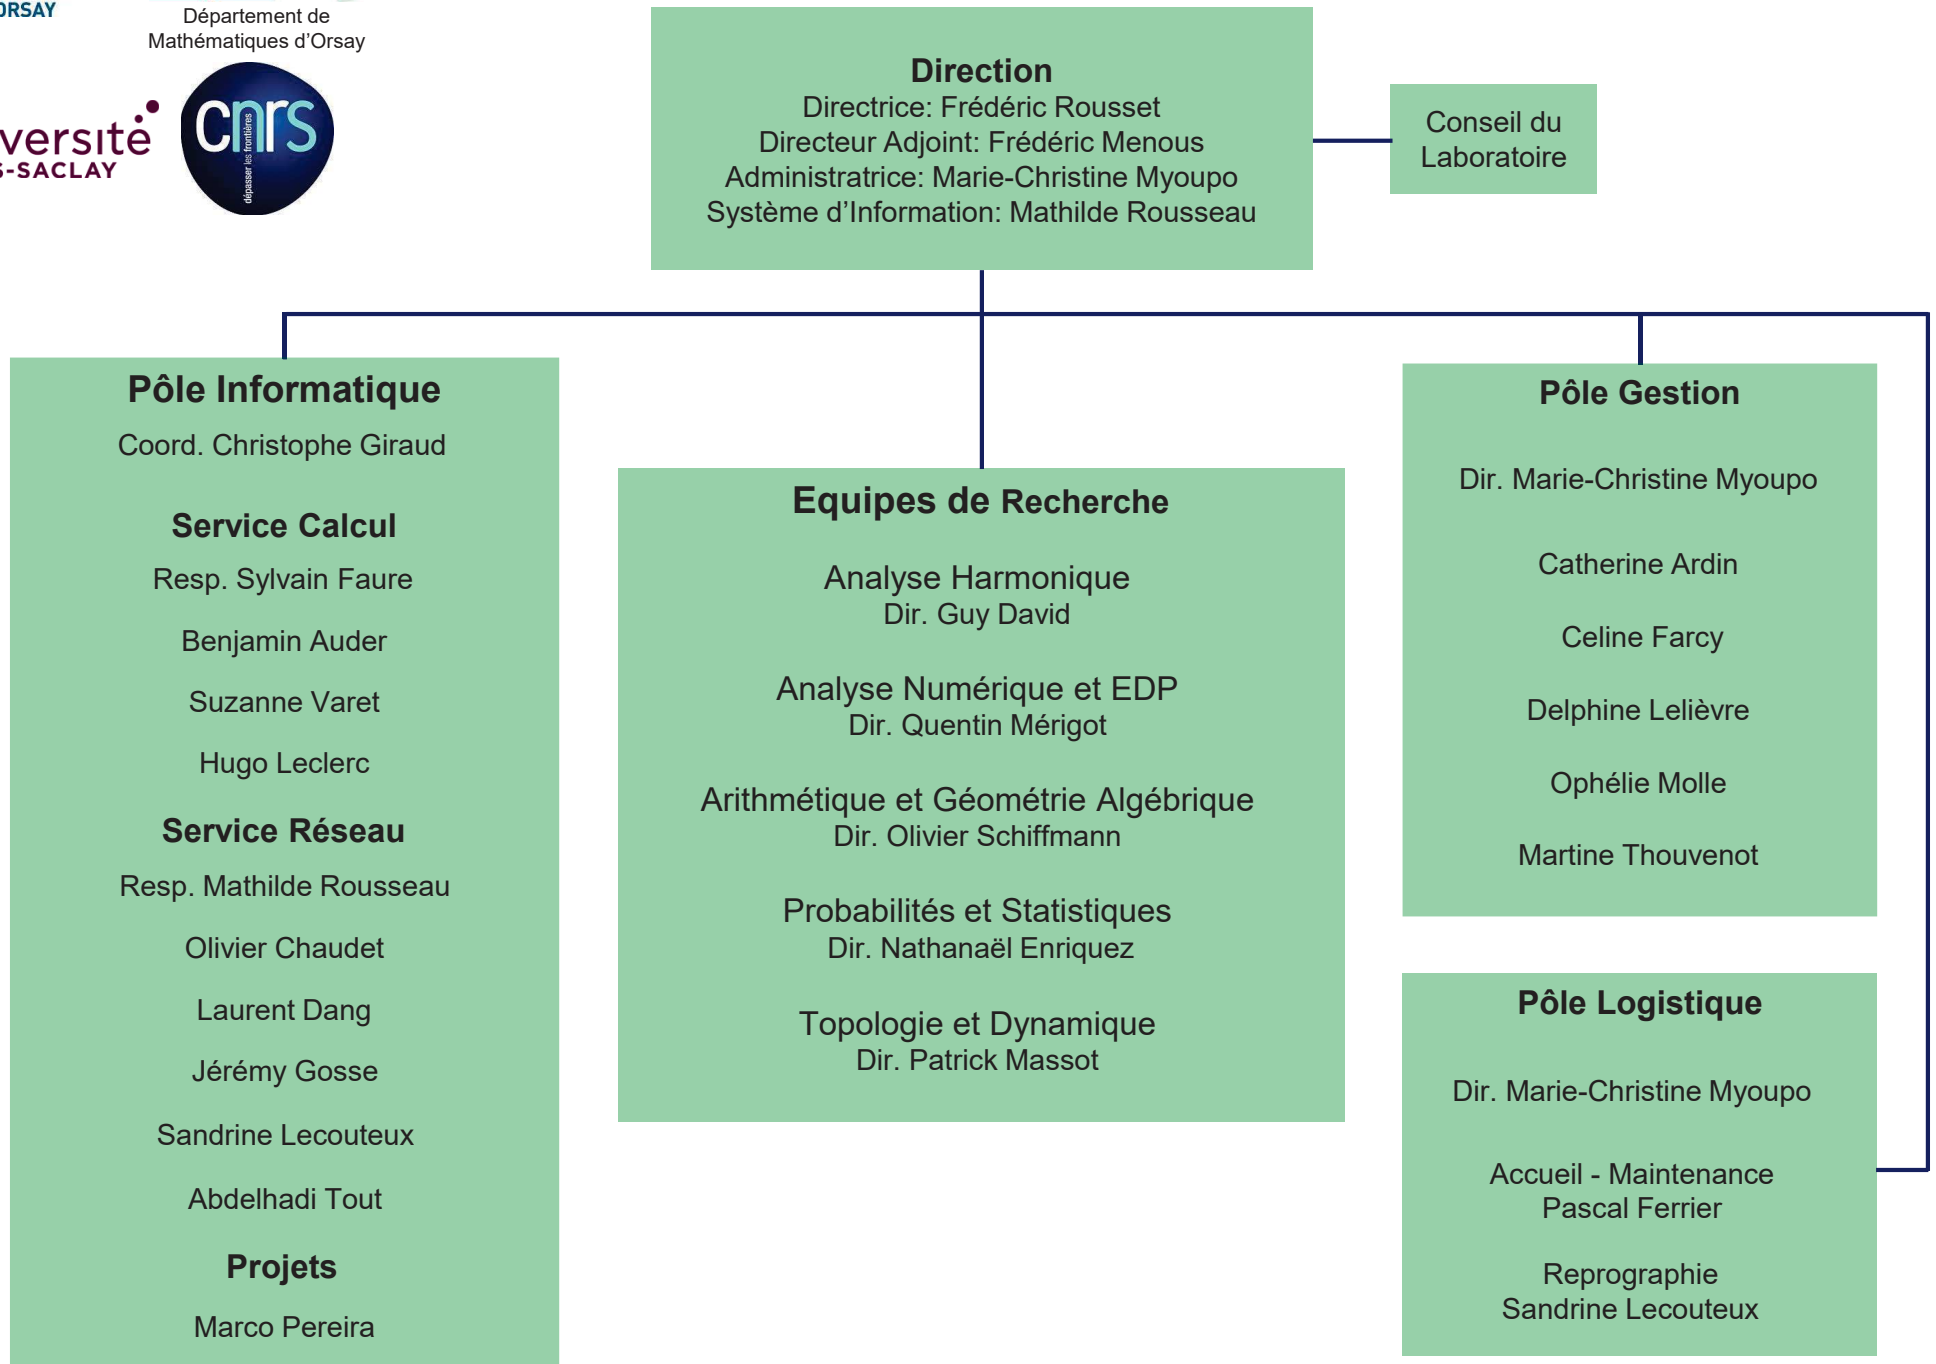 ORSAY
Département de
Mathématiques d'Orsay
versité
S-SACLAY
cnrs
dépasser les frontières
Direction
Directrice: Frédéric Rousset
Directeur Adjoint: Frédéric Menous
Administratrice: Marie-Christine Myoupo
Système d'Information: Mathilde Rousseau
Conseil du
Laboratoire
Pôle Informatique
Coord. Christophe Giraud
Service Calcul
Resp. Sylvain Faure
Benjamin Auder
Suzanne Varet
Hugo Leclerc
Service Réseau
Resp. Mathilde Rousseau
Olivier Chaudet
Laurent Dang
Jérémy Gosse
Sandrine Lecouteux
Abdelhadi Tout
Projets
Marco Pereira
Equipes de Recherche
Analyse Harmonique
Dir. Guy David
Analyse Numérique et EDP
Dir. Quentin Mérigot
Arithmétique et Géométrie Algébrique
Dir. Olivier Schiffmann
Probabilités et Statistiques
Dir. Nathanaël Enriquez
Topologie et Dynamique
Dir. Patrick Massot
Pôle Gestion
Dir. Marie-Christine Myoupo
Catherine Ardin
Celine Farcy
Delphine Lelièvre
Ophélie Molle
Martine Thouvenot
Pôle Logistique
Dir. Marie-Christine Myoupo
Accueil - Maintenance
Pascal Ferrier
Reprographie
Sandrine Lecouteux